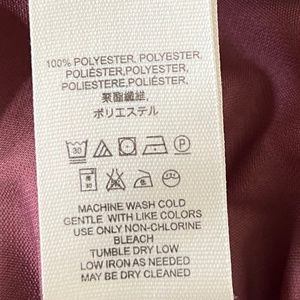 100% POLYESTER, POLYESTER,
POLIÉSTER,POLYESTER,
POLIESTERE,POLIÉSTER,
聚酯纖維,
ポリエステル
30
MACHINE WASH COLD
GENTLE WITH LIKE COLORS
USE ONLY NON-CHLORINE
BLEACH
TUMBLE DRY LOW
LOW IRON AS NEEDED
MAY BE DRY CLEANED